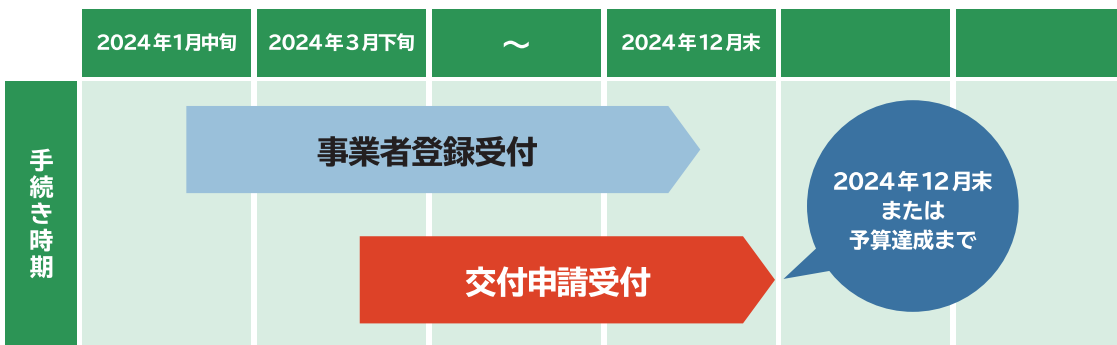 2024年1月中旬
2024年3月下旬
～
2024年12月末
手続き時期
事業者登録受付
交付申請受付
2024年12月末
または
予算達成まで